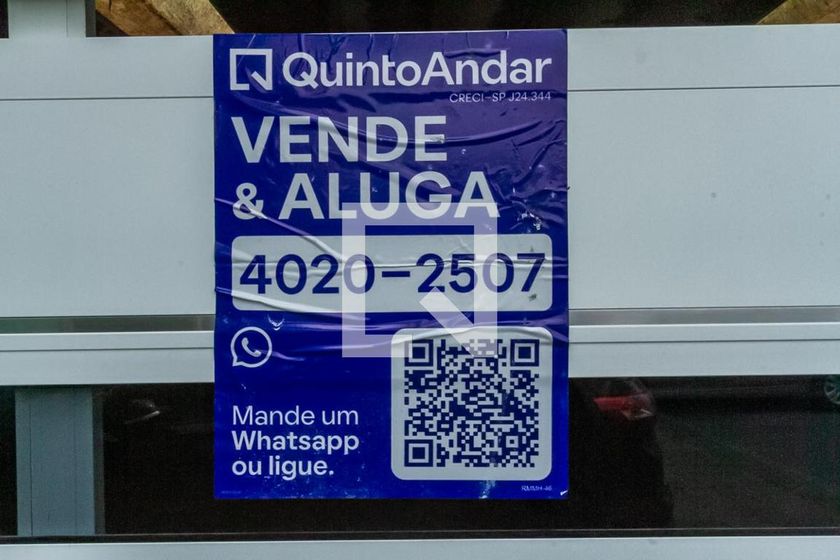 QuintoAndar
CRECI-SP J24.344
VENDE
& ALUGA
4020-2507
Mande um
Whatsapp
ou ligue.